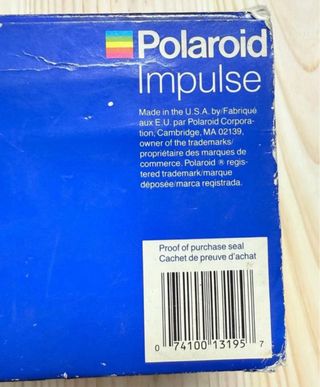 Polaroid
Impulse
Made in the U.S.A. by/Fabriqué
aux E.U. par Polaroid Corpora-
tion, Cambridge, MA 02139,
owner of the trademarks/
propriétaire des marques de
commerce. Polaroid ® regis-
tered trademark/marque
déposée/marca registrada.
Proof of purchase seal
Cachet de preuve d'achat
0 74100 13195 7